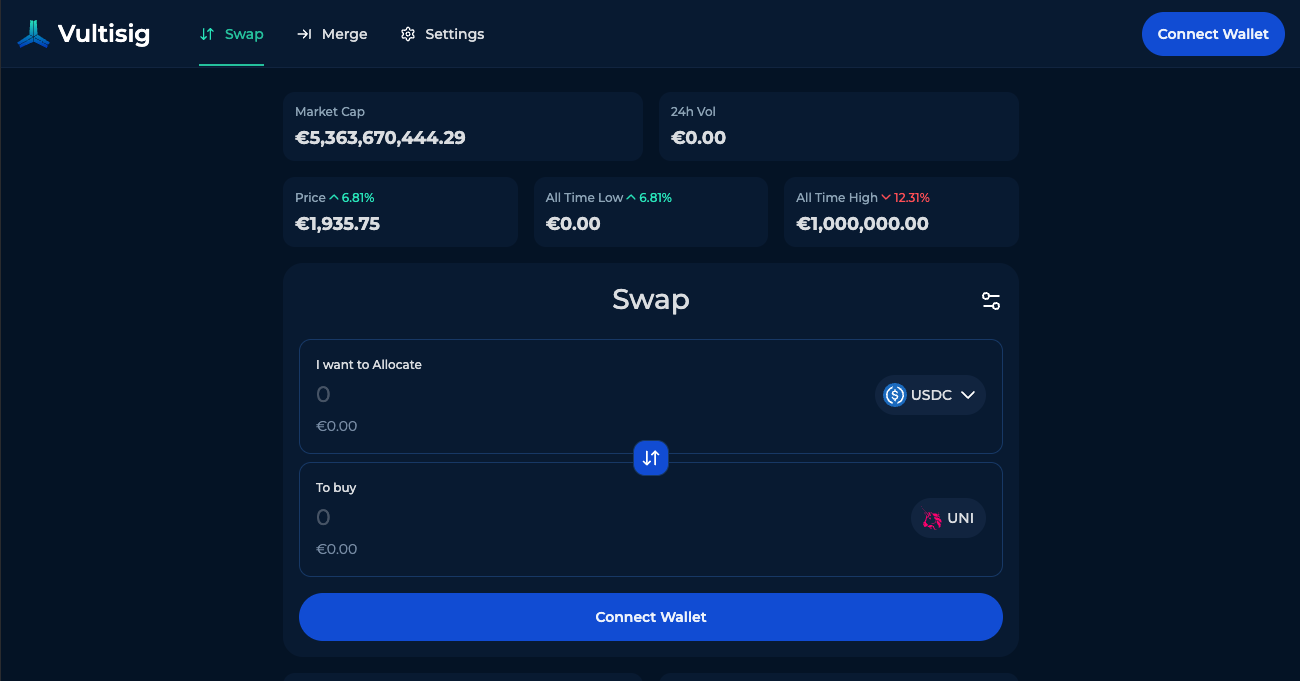 Vultisig
Swap
Merge
Settings
Connect Wallet
Market Cap
€5,363,670,444.29
24h Vol
€0.00
Price 6.81%
€1,935.75
All Time Low 6.81%
€0.00
All Time High 12.31%
€1,000,000.00
Swap
I want to Allocate
0
€0.00
USDC
To buy
0
€0.00
UNI
Connect Wallet